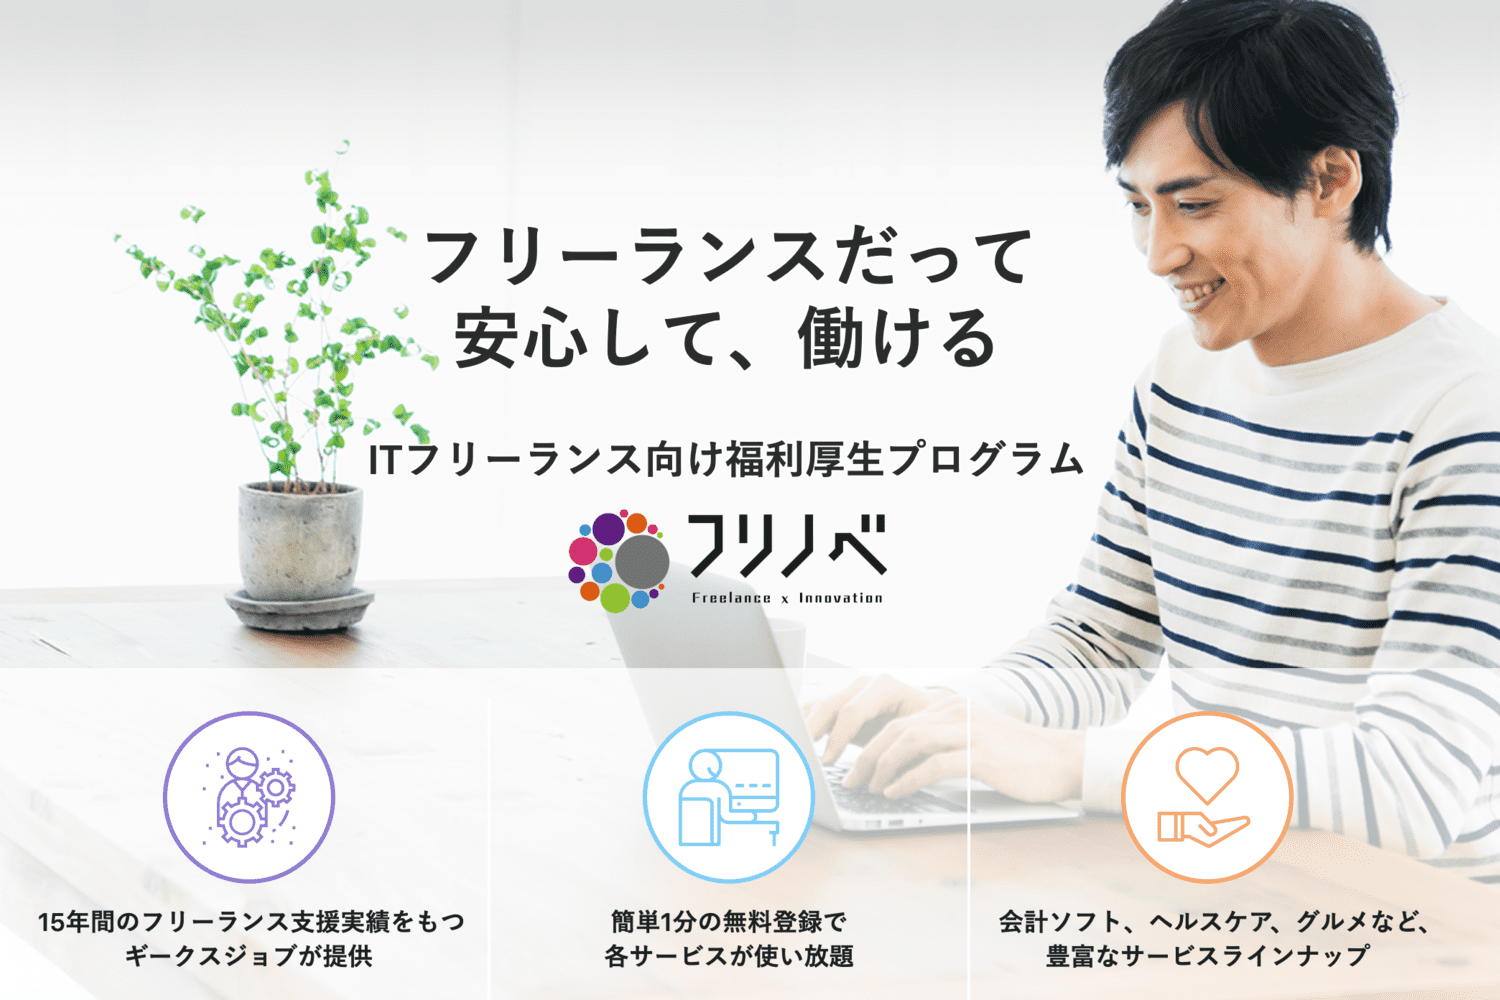 フリーランスだって
安心して、働ける
ITフリーランス向け福利厚生プログラム
フリノベ
Freelance x Innovation
15年間のフリーランス支援実績をもつ
ギークスジョブが提供
簡単1分の無料登録で
各サービスが使い放題
会計ソフト、ヘルスケア、グルメなど、
豊富なサービスラインナップ